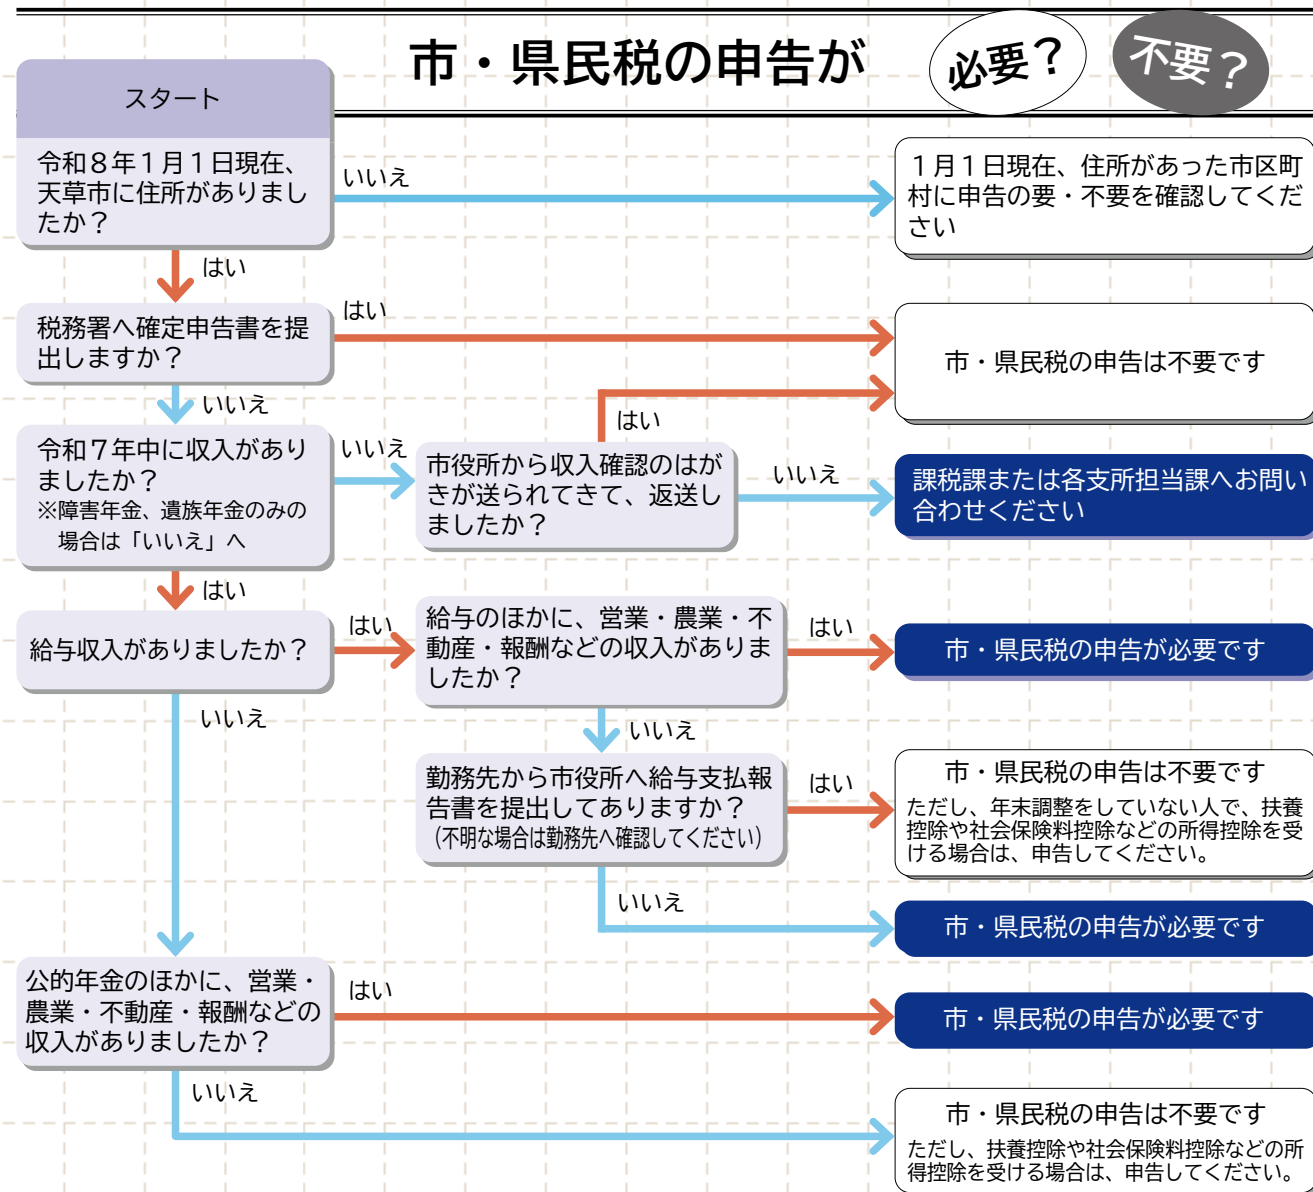 市・県民税の申告が
必要？
不要？
スタート
令和８年１月１日現在、
天草市に住所がありまし
たか？
いいえ
１月１日現在、住所があった市区町
村に申告の要・不要を確認してくだ
さい
はい
税務署へ確定申告書を提
出しますか？
はい
市・県民税の申告は不要です
いいえ
令和７年中に収入があり
ましたか？
※障害年金、遺族年金のみの
場合は「いいえ」へ
いいえ
市役所から収入確認のはが
きが送られてきて、返送し
ましたか？
はい
いいえ
課税課または各支所担当課へお問い
合わせください
はい
給与収入がありましたか？
はい
給与のほかに、営業・農業・不
動産・報酬などの収入がありま
したか？
はい
市・県民税の申告が必要です
いいえ
いいえ
勤務先から市役所へ給与支払報
告書を提出してありますか？
（不明な場合は勤務先へ確認してください）
はい
市・県民税の申告は不要です
ただし、年末調整をしていない人で、扶養
控除や社会保険料控除などの所得控除を受
ける場合は、申告してください。
いいえ
市・県民税の申告が必要です
公的年金のほかに、営業・
農業・不動産・報酬などの
収入がありましたか？
はい
市・県民税の申告が必要です
いいえ
市・県民税の申告は不要です
ただし、扶養控除や社会保険料控除などの所
得控除を受ける場合は、申告してください。